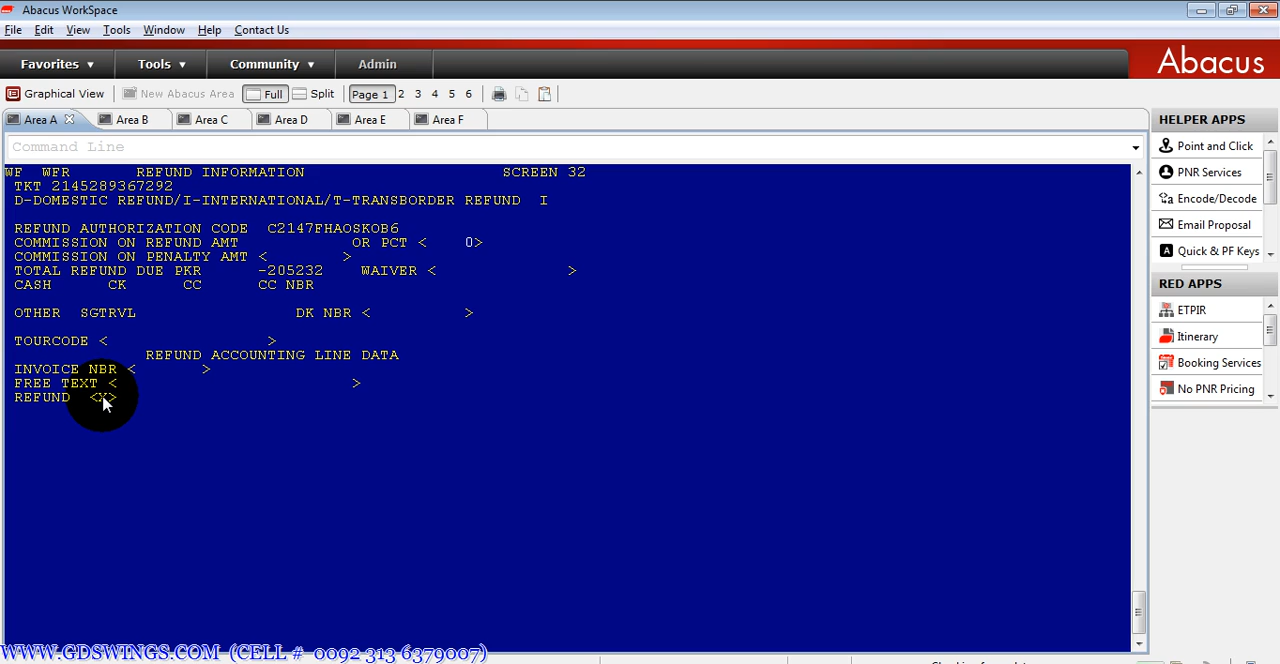 Abacus WorkSpace
File Edit View Tools Window Help Contact Us
Favorites Tools Community Admin
Abacus
Graphical View New Abacus Area Full Split Page 1 2 3 4 5 6
Area A Area B Area C Area D Area E Area F
Command Line
WF WFR REFUND INFORMATION SCREEN 32
TKT 2145289367292
D-DOMESTIC REFUND/I-INTERNATIONAL/T-TRANSBORDER REFUND I
REFUND AUTHORIZATION CODE C2147FHAOSKOB6
COMMISSION ON REFUND AMT OR PCT < 0>
COMMISSION ON PENALTY AMT < >
TOTAL REFUND DUE PKR -205232 WAIVER < >
CASH CK CC CC NBR
OTHER SGTRVL DK NBR < >
TOURCODE < >
REFUND ACCOUNTING LINE DATA
INVOICE NBR < >
FREE TEXT < >
REFUND <X>
HELPER APPS
Point and Click
PNR Services
Encode/Decode
Email Proposal
Quick & PF Keys
RED APPS
ETPIR
Itinerary
Booking Services
No PNR Pricing
WWW.GDSWINGS.COM (CELL # 0092 313 6375007)